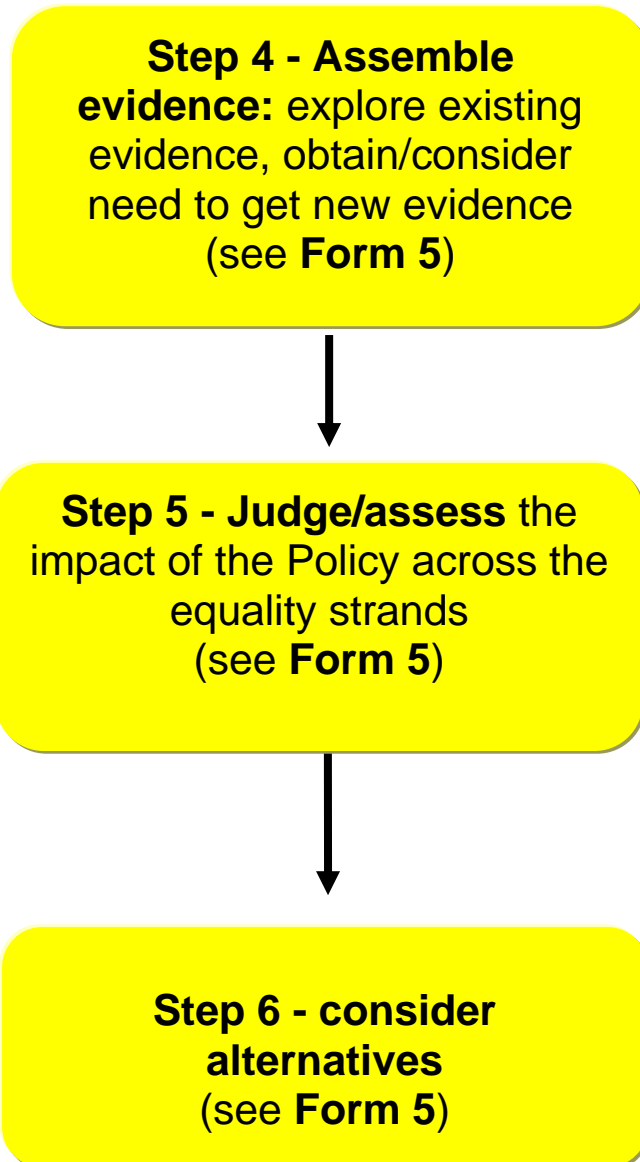 Step 4 - Assemble
evidence: explore existing
evidence, obtain/consider
need to get new evidence
(see Form 5)
Step 5 - Judge/assess the
impact of the Policy across the
equality strands
(see Form 5)
Step 6 - consider
alternatives
(see Form 5)